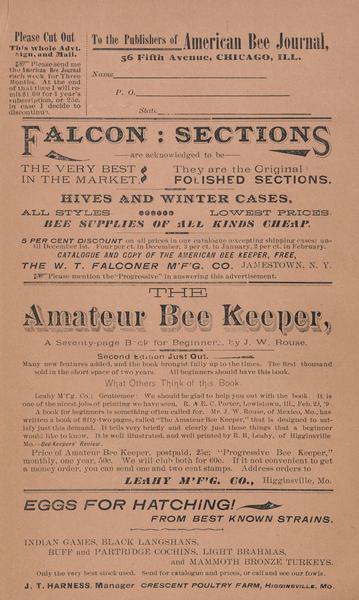 Please Cut Out
This whole Advt.
Sign, and Mail.
Please send me
the American Bee Journal
each week for Three
Months. At the end
of that time I will re-
mit $1.00 for 1 year's
subscription, or 25c,
in case I decide to
discontinue.
To the Publishers of American Bee Journal,
56 Fifth Avenue, CHICAGO, ILL.
Name
P. O.
State
FALCON : SECTIONS
—are acknowledged to be—
THE VERY BEST
IN THE MARKET.
They are the Original
POLISHED SECTIONS.
HIVES AND WINTER CASES,
ALL STYLES LOWEST PRICES.
BEE SUPPLIES OF ALL KINDS CHEAP.
5 PER CENT DISCOUNT on all prices in our catalogue excepting shipping cases; un-
til December 1st. Four per ct. in December, 3 per ct. in January, 2 per ct. in February.
CATALOGUE AND COPY OF THE AMERICAN BEE KEEPER, FREE,
THE W. T. FALCONER M'F'G. CO. JAMESTOWN, N. Y.
Please mention the "Progressive" in answering this advertisement.
THE
Amateur Bee Keeper,
A Seventy-page Book for Beginners, by J. W. Rouse.
Second Edition Just Out.
Many new features added, and the book brought fully up to the times. The first thousand
sold in the short space of two years. All beginners should have this book.
What Others Think of this Book.
Leahy M'f'g. Co.: Gentlemen: We should be glad to help you out with the book. It is
one of the nicest jobs of printing we have seen. R. A & C. Porter, Lewistown, Ill., Feb. 23, '9
A book for beginners is something often called for. Mr. J. W. Rouse, of Mexico, Mo., has
written a book of fifty-two pages, called "The Amateur Bee Keeper," that is designed to sat-
isfy just this demand. It tells very briefly and clearly just those things that a beginner
would like to know. It is well illustrated, and well printed by R. B. Leahy, of Higginsville
Mo.—Bee-Keepers' Review.
Price of Amateur Bee Keeper, postpaid, 25c; "Progressive Bee Keeper,"
monthly, one year, 50c. We will club both for 60c. If it not convenient to get
a money order, you can send one and two cent stamps. Address orders to
LEAHY M'F'G. CO., Higginsville, Mo.
EGGS FOR HATCHING!
FROM BEST KNOWN STRAINS.
INDIAN GAMES, BLACK LANGSHANS,
BUFF and PARTRIDGE COCHINS, LIGHT BRAHMAS,
and MAMMOTH BRONZE TURKEYS.
Only the very best stock used. Send for catalogue and prices, or call and see our fowls.
J. T. HARNESS, Manager CRESCENT POULTRY FARM, HIGGINSVILLE, MO.